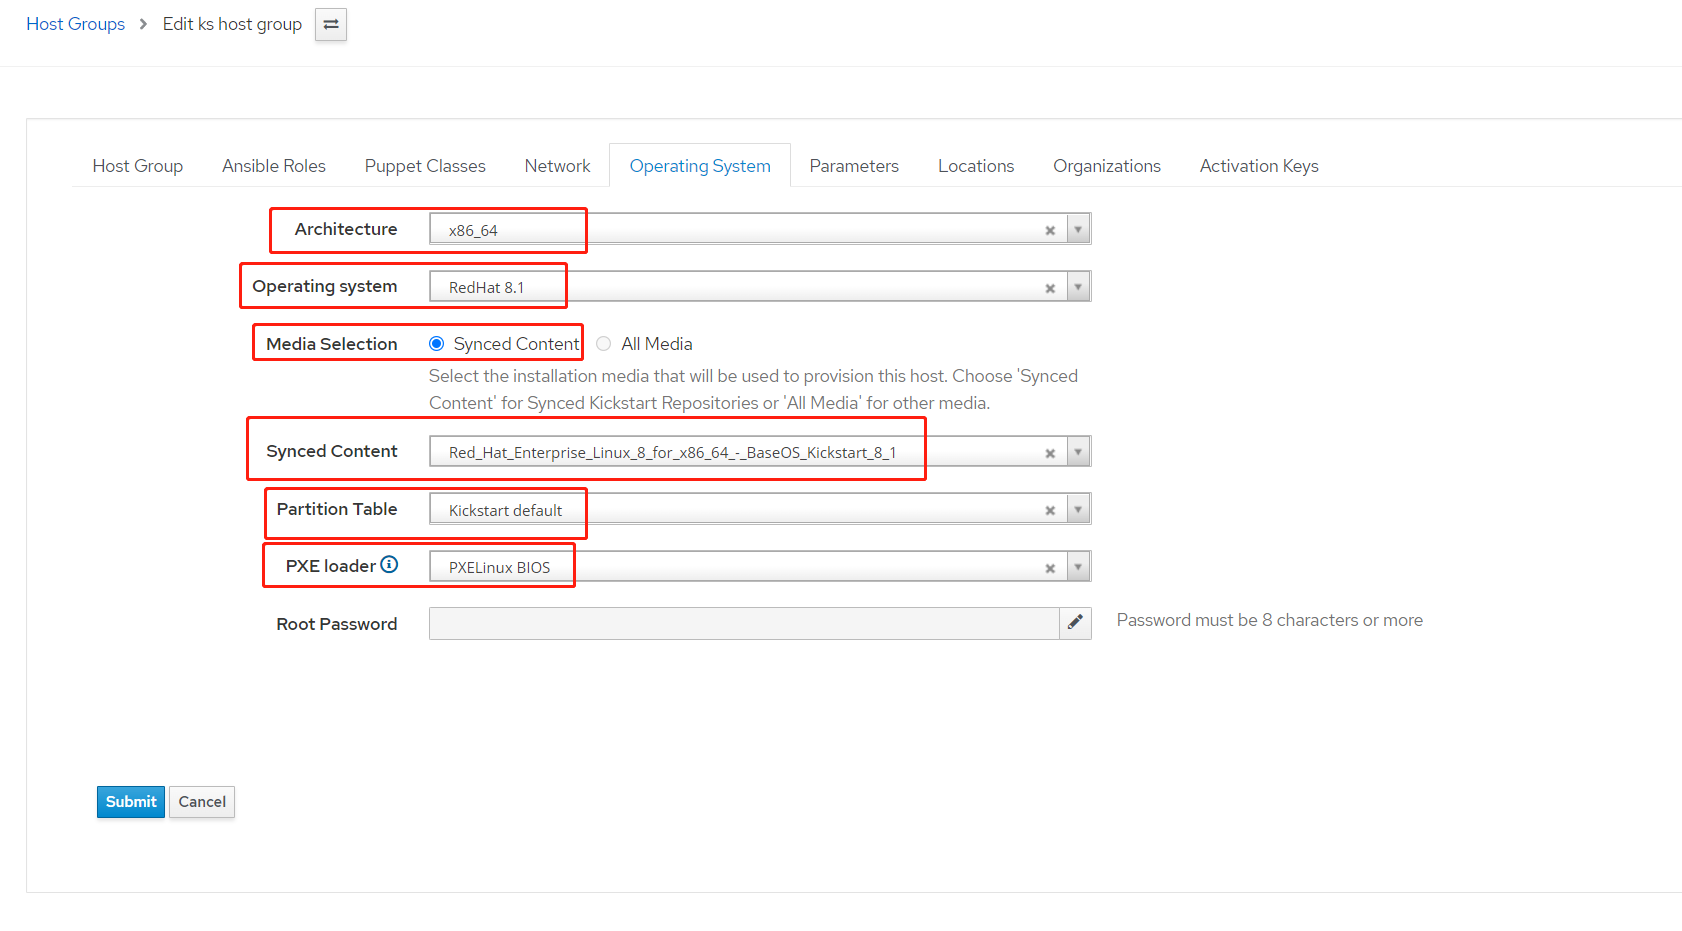 Host Groups > Edit ks host group
Host Group Ansible Roles Puppet Classes Network Operating System Parameters Locations Organizations Activation Keys
Architecture x86_64
Operating system RedHat 8.1
Media Selection Synced Content All Media
Select the installation media that will be used to provision this host. Choose 'Synced
Content' for Synced Kickstart Repositories or 'All Media' for other media.
Synced Content Red_Hat_Enterprise_Linux_8_for_x86_64_-_BaseOS_Kickstart_8_1
Partition Table Kickstart default
PXE loader PXELinux BIOS
Root Password Password must be 8 characters or more
Submit Cancel